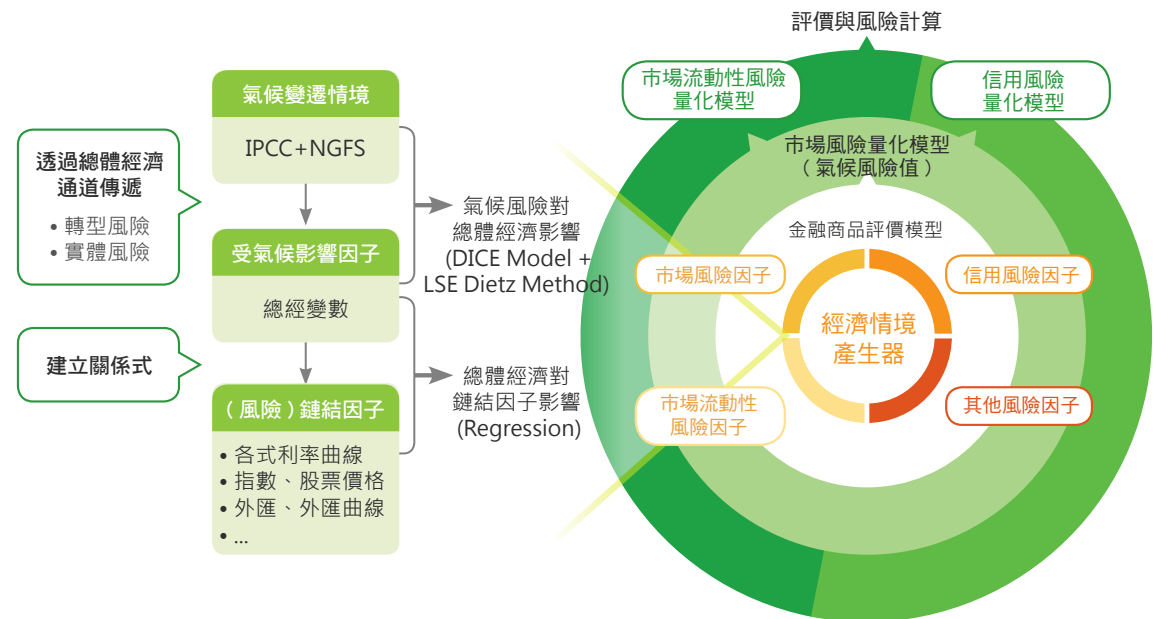 透過總體經濟
通道傳遞
• 轉型風險
• 實體風險
建立關係式
氣候變遷情境
IPCC+NGFS
受氣候影響因子
總經變數
（風險）鏈結因子
• 各式利率曲線
• 指數、股票價格
• 外匯、外匯曲線
• ...
氣候風險對
總體經濟影響
(DICE Model +
LSE Dietz Method)
總體經濟對
鏈結因子影響
(Regression)
評價與風險計算
市場流動性風險
量化模型
信用風險
量化模型
市場風險量化模型
（氣候風險值）
金融商品評價模型
市場風險因子
信用風險因子
經濟情境
產生器
市場流動性
風險因子
其他風險因子